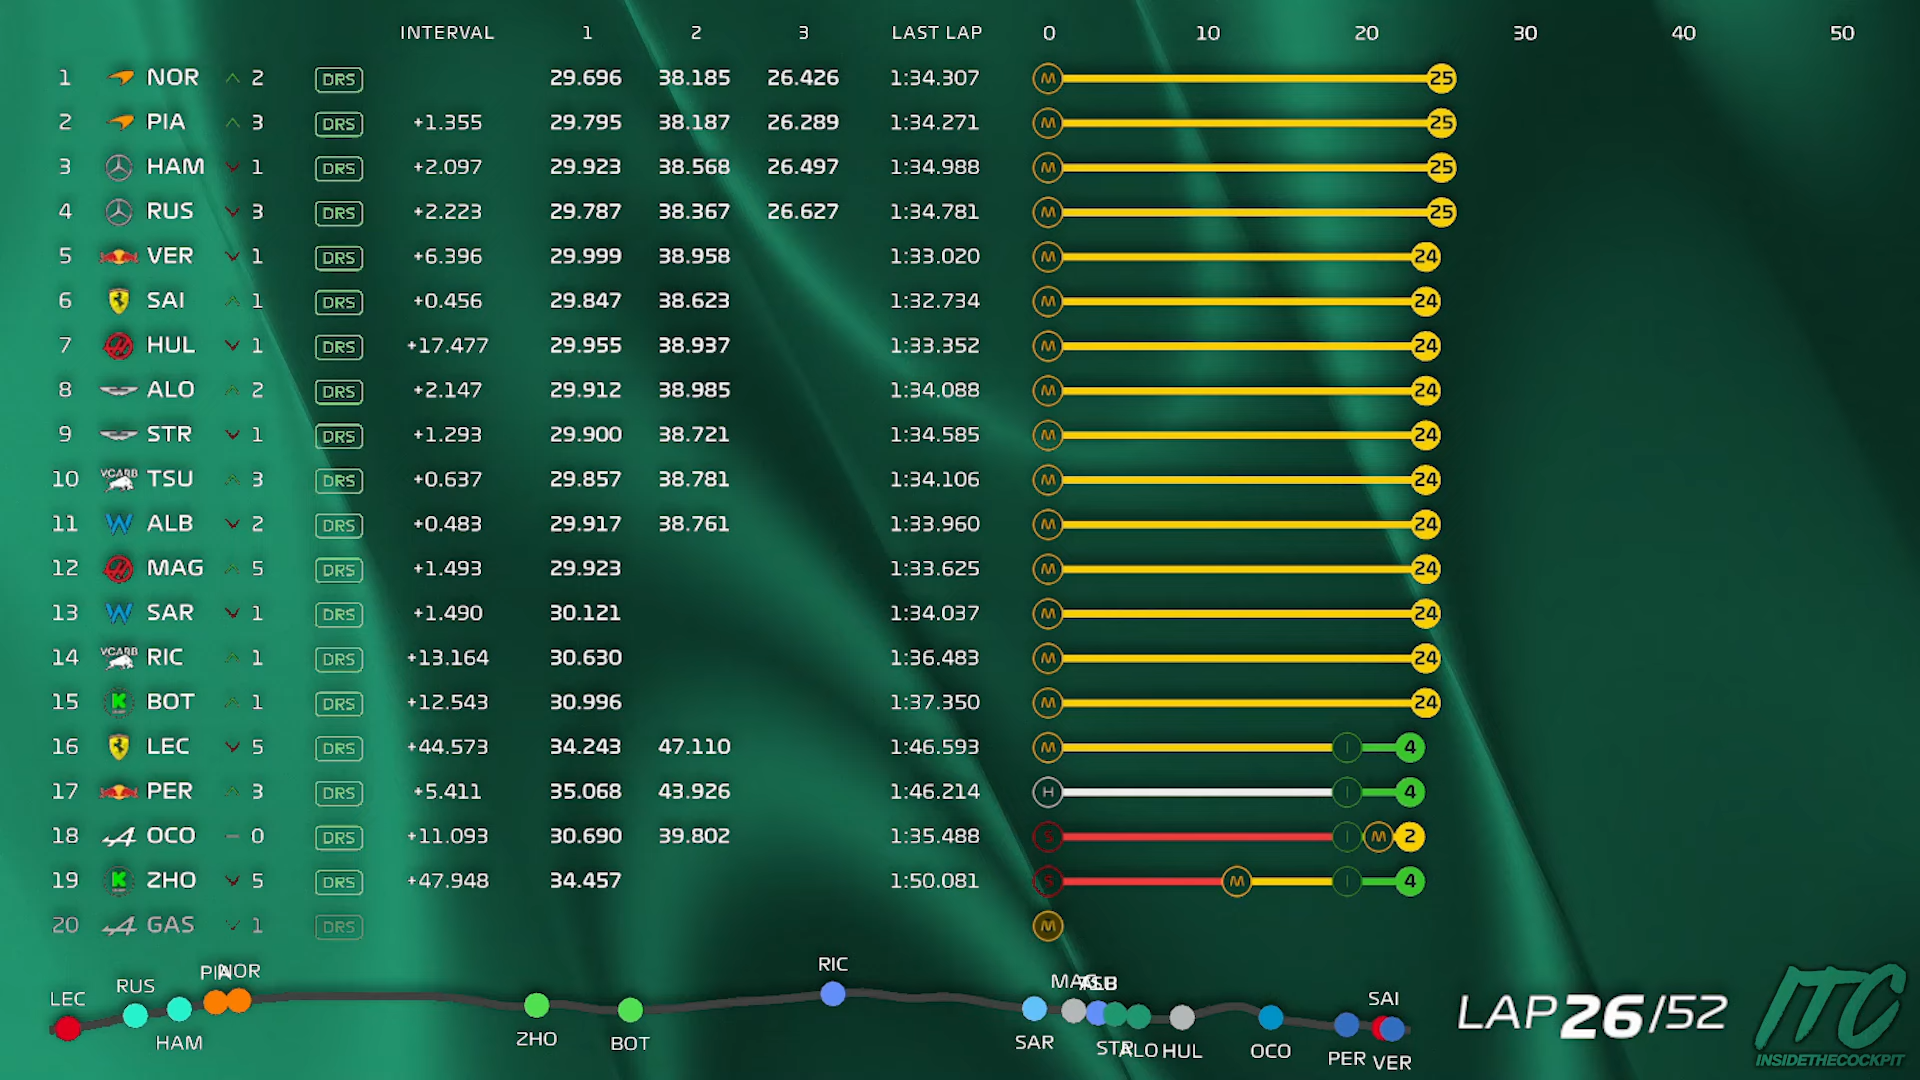 INTERVAL 1 2 3 LAST LAP 0 10 20 30 40 50
1 NOR 2 DRS 29.696 38.185 26.426 1:34.307 M 25
2 PIA 3 DRS +1.355 29.795 38.187 26.289 1:34.271 M 25
3 HAM 1 DRS +2.097 29.923 38.568 26.497 1:34.988 M 25
4 RUS 3 DRS +2.223 29.787 38.367 26.627 1:34.781 M 25
5 VER 1 DRS +6.396 29.999 38.958 1:33.020 M 24
6 SAI 1 DRS +0.456 29.847 38.623 1:32.734 M 24
7 HUL 1 DRS +17.477 29.955 38.937 1:33.352 M 24
8 ALO 2 DRS +2.147 29.912 38.985 1:34.088 M 24
9 STR 1 DRS +1.293 29.900 38.721 1:34.585 M 24
10 VCARB TSU 3 DRS +0.637 29.857 38.781 1:34.106 M 24
11 ALB 2 DRS +0.483 29.917 38.761 1:33.960 M 24
12 MAG 5 DRS +1.493 29.923 1:33.625 M 24
13 SAR 1 DRS +1.490 30.121 1:34.037 M 24
14 VCARB RIC 1 DRS +13.164 30.630 1:36.483 M 24
15 K BOT 1 DRS +12.543 30.996 1:37.350 M 24
16 LEC 5 DRS +44.573 34.243 47.110 1:46.593 M I 4
17 PER 3 DRS +5.411 35.068 43.926 1:46.214 H I 4
18 OCO 0 DRS +11.093 30.690 39.802 1:35.488 S I M 2
19 K ZHO 5 DRS +47.948 34.457 1:50.081 S M I 4
20 GAS 1 DRS M
LEC RUS HAM PIA NOR ZHO BOT RIC SAR MAG ALB STR ALO HUL OCO PER SAI VER
LAP 26/52
ITC
INSIDETHECOCKPIT